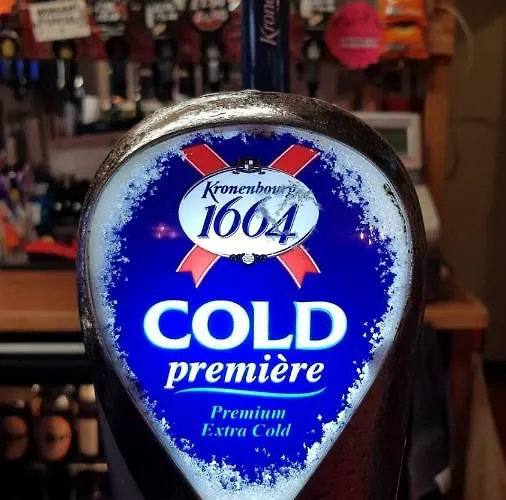 Kronenbourg
1664
COLD
première
Premium
Extra Cold